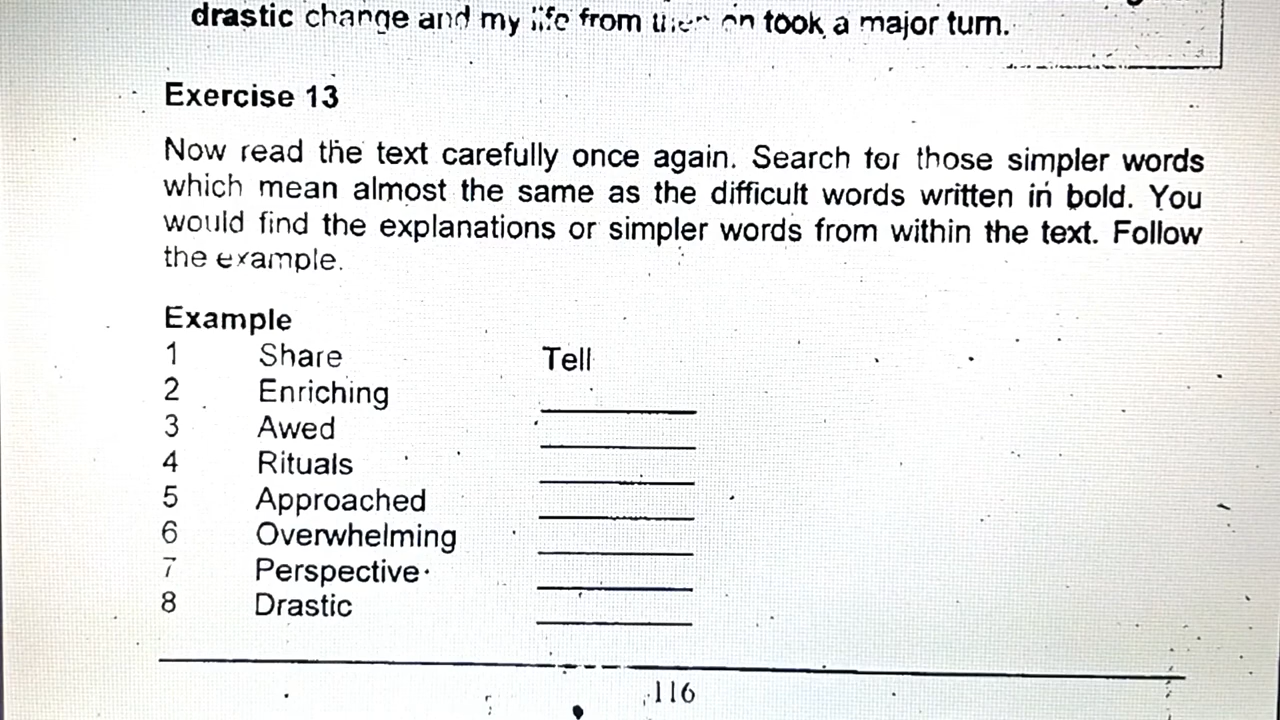 drastic change and my life from then on took a major turn.
Exercise 13
Now read the text carefully once again. Search for those simpler words
which mean almost the same as the difficult words written in bold. You
would find the explanations or simpler words from within the text. Follow
the example.
Example
1 Share Tell
2 Enriching
3 Awed
4 Rituals
5 Approached
6 Overwhelming
7 Perspective
8 Drastic
116